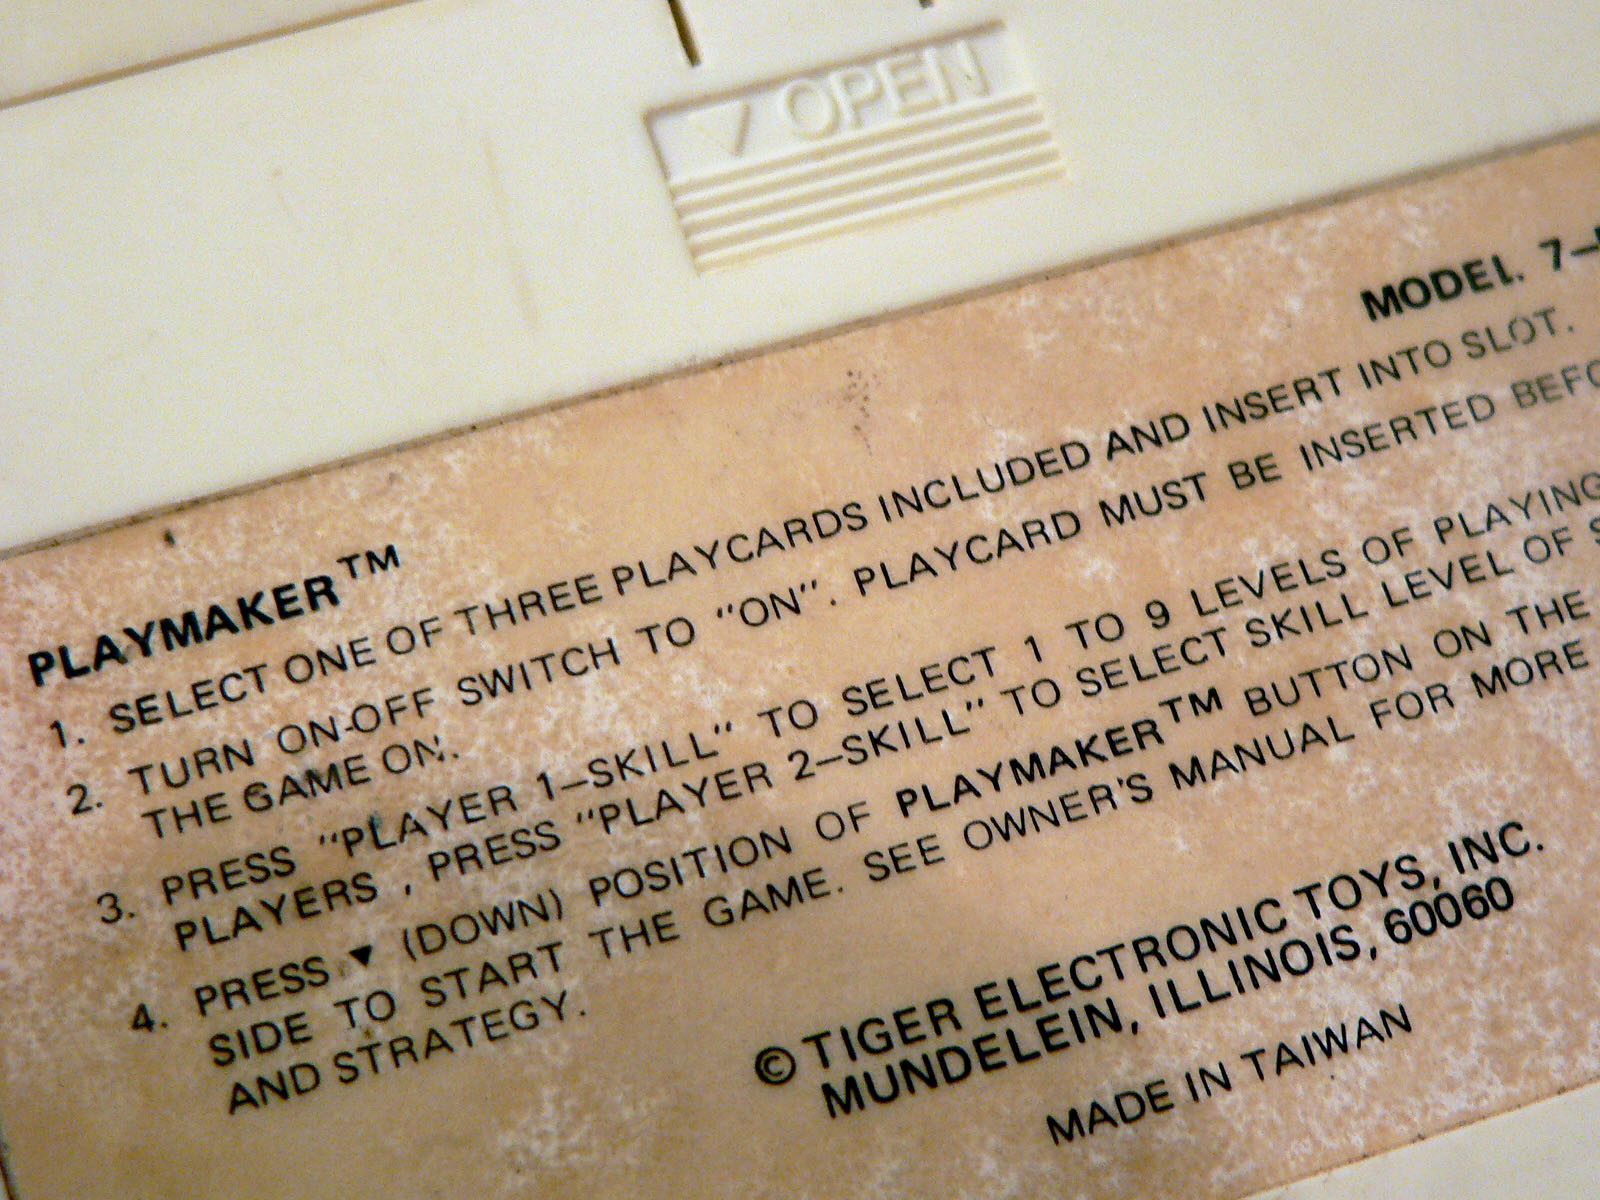 OPEN
MODEL. 7–
PLAYMAKER™
1. SELECT ONE OF THREE PLAYCARDS INCLUDED AND INSERT INTO SLOT.
2. TURN ON-OFF SWITCH TO "ON". PLAYCARD MUST BE INSERTED
THE GAME ON.
3. PRESS "PLAYER 1–SKILL" TO SELECT 1 TO 9 LEVELS OF PLAYING
PLAYERS , PRESS "PLAYER 2–SKILL" TO SELECT SKILL LEVEL OF
4. PRESS ▼ (DOWN) POSITION OF PLAYMAKER™ BUTTON ON THE
SIDE TO START THE GAME. SEE OWNER'S MANUAL FOR MORE
AND STRATEGY.
© TIGER ELECTRONIC TOYS, INC.
MUNDELEIN, ILLINOIS, 60060
MADE IN TAIWAN